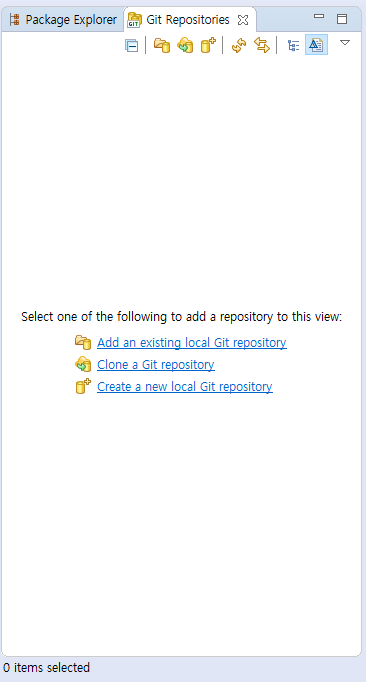 Package Explorer
Git Repositories
GIT
Select one of the following to add a repository to this view:
Add an existing local Git repository
Clone a Git repository
Create a new local Git repository
0 items selected